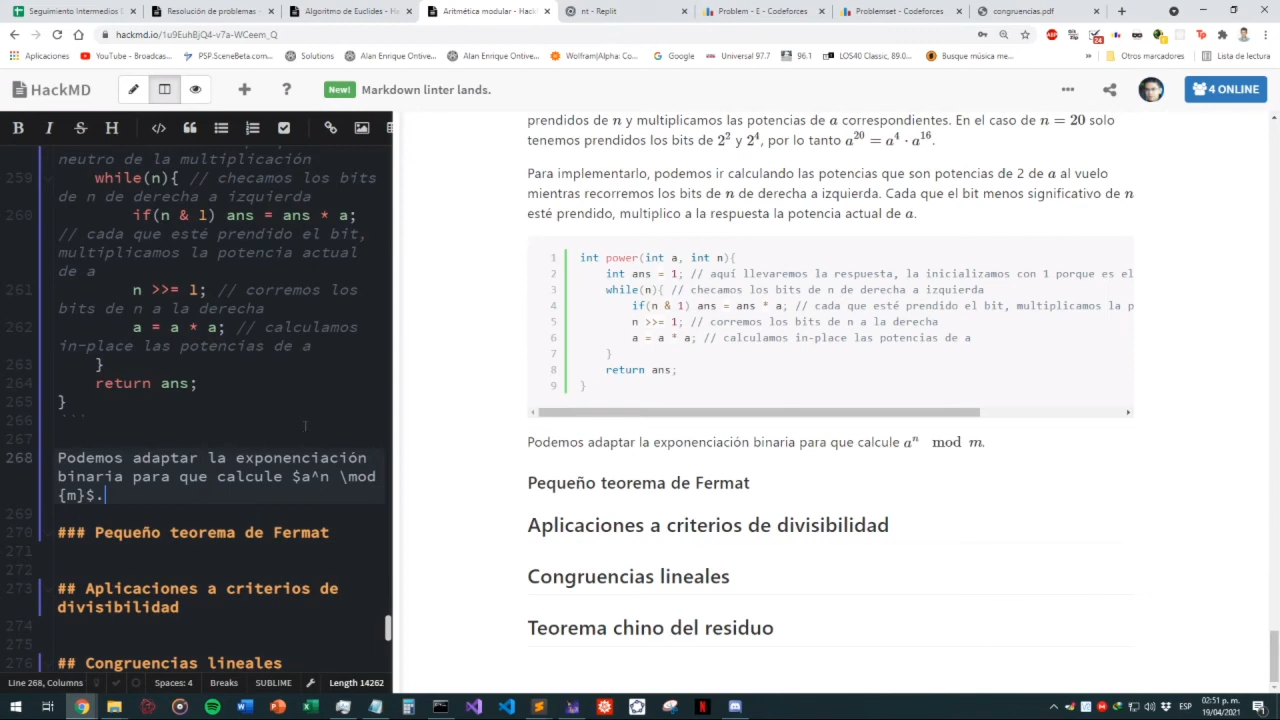 Seguimiento Intermedios E
Resolución de problemas -
Algoritmo de Euclides - Ha
Aritmética modular - HackM
nt - Replit
Problem - E - Codeforces
Problemset - Codeforces
congruencias.pdf
hackmd.io/1u9Euh8jQ4-v7a-WCeem_Q
Aplicaciones
YouTube - Broadcas...
PSP.SceneBeta.com...
Solutions
Alan Enrique Ontive...
Alan Enrique Ontive...
Wolfram|Alpha: Co...
Google
Universal 97.7
96.1
LOS40 Classic, 89.0...
Busque música me...
Otros marcadores
Lista de lectura
HackMD
New!
Markdown linter lands.
4 ONLINE
neutro de la multiplicación
259 while(n){ // checamos los bits
de n de derecha a izquierda
260 if(n & 1) ans = ans * a;
// cada que esté prendido el bit,
multiplicamos la potencia actual
de a
261 n >>= 1; // corremos los
bits de n a la derecha
262 a = a * a; // calculamos
in-place las potencias de a
263 }
264 return ans;
265 }
266 ```
267
268 Podemos adaptar la exponenciación
binaria para que calcule $a^n \mod
{m}$.
269
270 ### Pequeño teorema de Fermat
271
272
273 ## Aplicaciones a criterios de
divisibilidad
274
275
276 ## Congruencias lineales
Line 268, Columns
Spaces: 4
Breaks
SUBLIME
Length 14262
prendidos de n y multiplicamos las potencias de a correspondientes. En el caso de n = 20 solo
tenemos prendidos los bits de 2^2 y 2^4, por lo tanto a^20 = a^4 · a^16.
Para implementarlo, podemos ir calculando las potencias que son potencias de 2 de a al vuelo
mientras recorremos los bits de n de derecha a izquierda. Cada que el bit menos significativo de n
esté prendido, multiplico a la respuesta la potencia actual de a.
1 int power(int a, int n){
2 int ans = 1; // aquí llevaremos la respuesta, la inicializamos con 1 porque es el
3 while(n){ // checamos los bits de n de derecha a izquierda
4 if(n & 1) ans = ans * a; // cada que esté prendido el bit, multiplicamos la p
5 n >>= 1; // corremos los bits de n a la derecha
6 a = a * a; // calculamos in-place las potencias de a
7 }
8 return ans;
9 }
Podemos adaptar la exponenciación binaria para que calcule a^n mod m.
Pequeño teorema de Fermat
Aplicaciones a criterios de divisibilidad
Congruencias lineales
Teorema chino del residuo
ESP
02:51 p. m.
19/04/2021